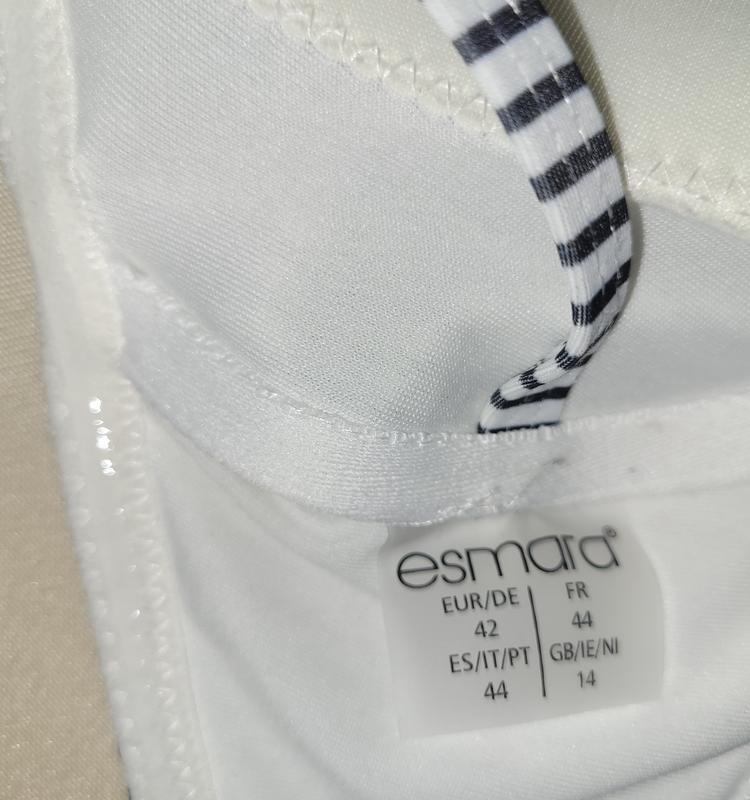 esmara®
EUR/DE FR
42 44
ES/IT/PT GB/IE/NI
44 14